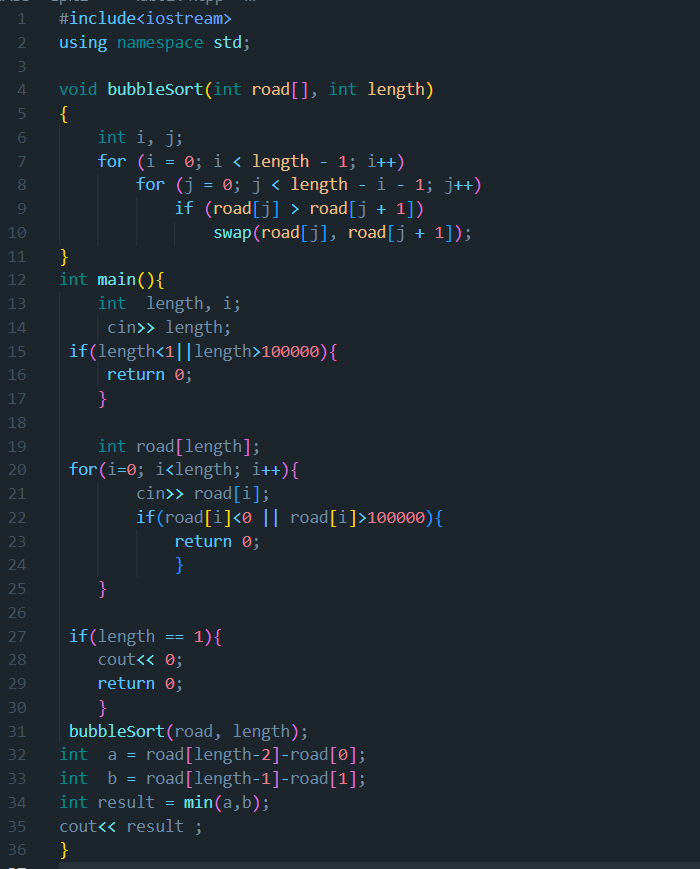 1 #include<iostream>
2 using namespace std;
3
4 void bubbleSort(int road[], int length)
5 {
6 int i, j;
7 for (i = 0; i < length - 1; i++)
8 for (j = 0; j < length - i - 1; j++)
9 if (road[j] > road[j + 1])
10 swap(road[j], road[j + 1]);
11 }
12 int main(){
13 int  length, i;
14 cin>> length;
15 if(length<1||length>100000){
16 return 0;
17 }
18
19 int road[length];
20 for(i=0; i<length; i++){
21 cin>> road[i];
22 if(road[i]<0 || road[i]>100000){
23 return 0;
24 }
25 }
26
27 if(length == 1){
28 cout<< 0;
29 return 0;
30 }
31 bubbleSort(road, length);
32 int  a = road[length-2]-road[0];
33 int  b = road[length-1]-road[1];
34 int result = min(a,b);
35 cout<< result ;
36 }